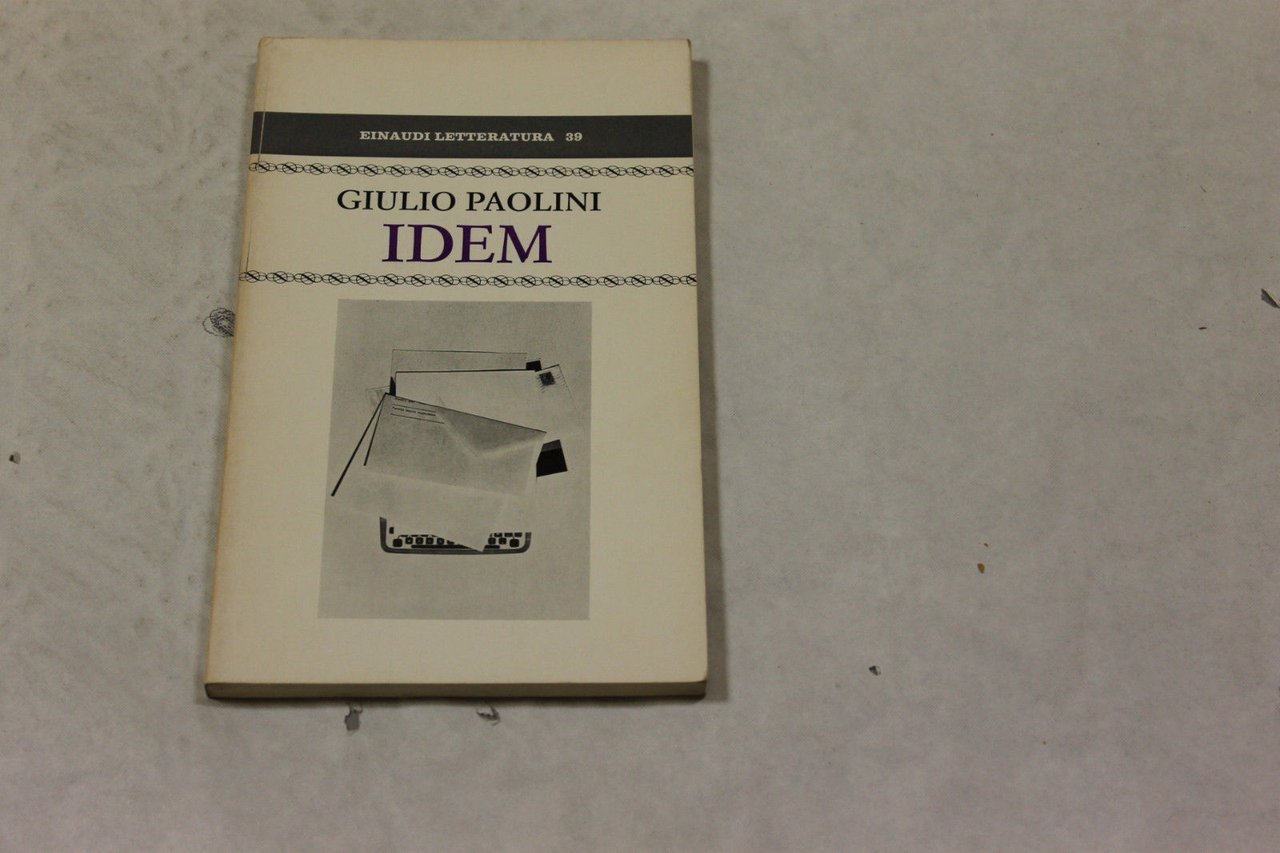 EINAUDI LETTERATURA 39
GIULIO PAOLINI
IDEM